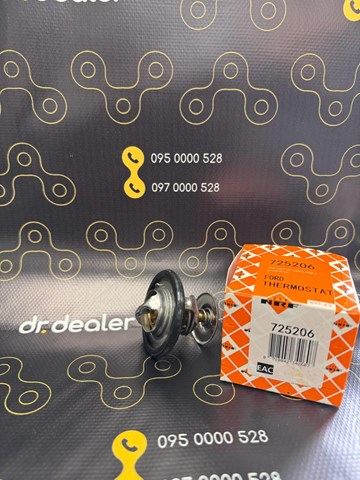 095 0000 528
097 0000 528
dr.dealer
725206
FORD
THERMOSTAT
NRF
725206
EAC
095 0000 528